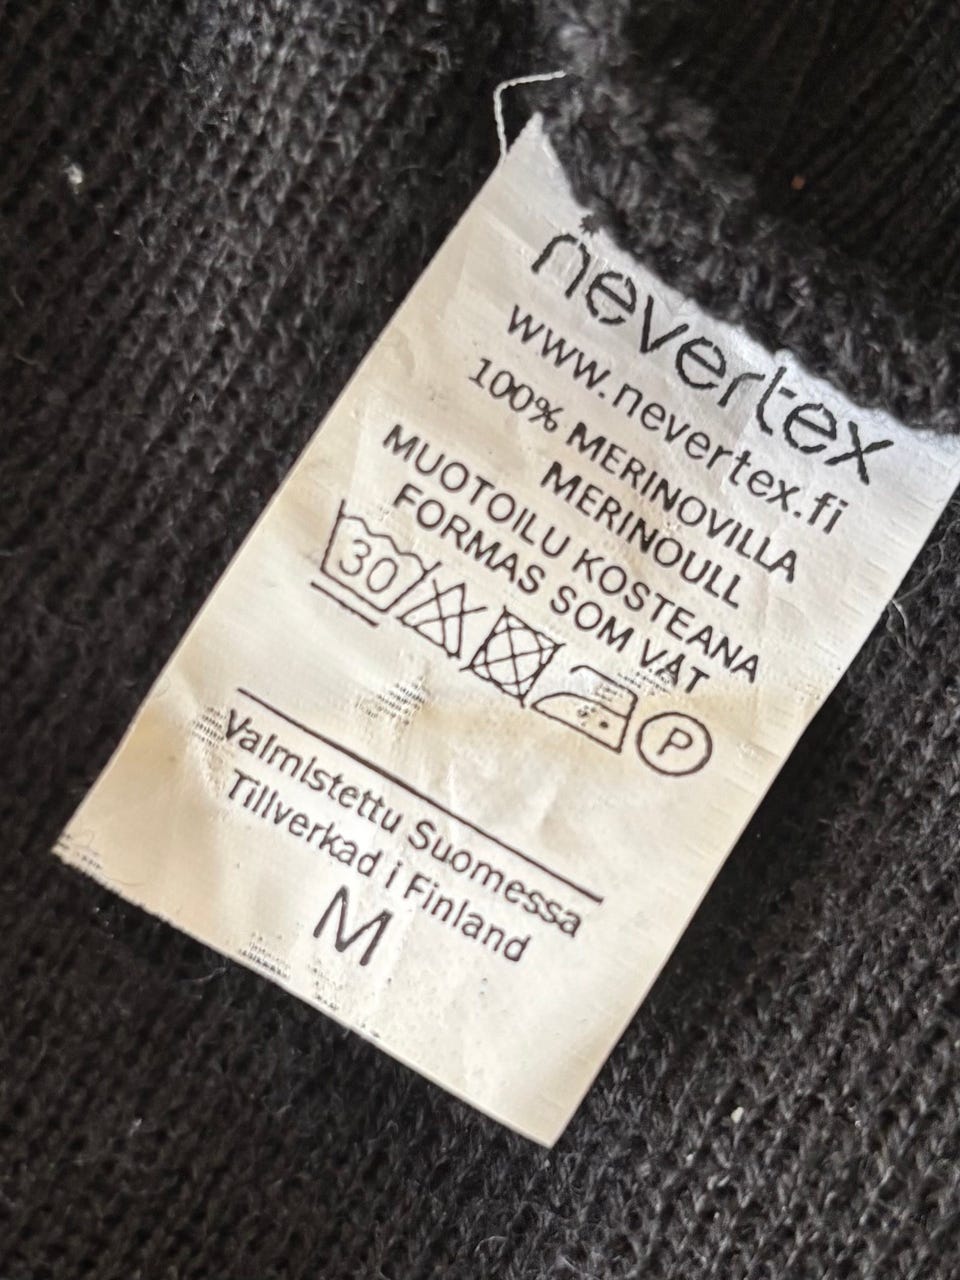 nevertex
www.nevertex.fi
100% MERINOVILLA
MERINOULL
MUOTOILU KOSTEANA
FORMAS SOM VÅT
30 P
Valmistettu Suomessa
Tillverkad i Finland
M